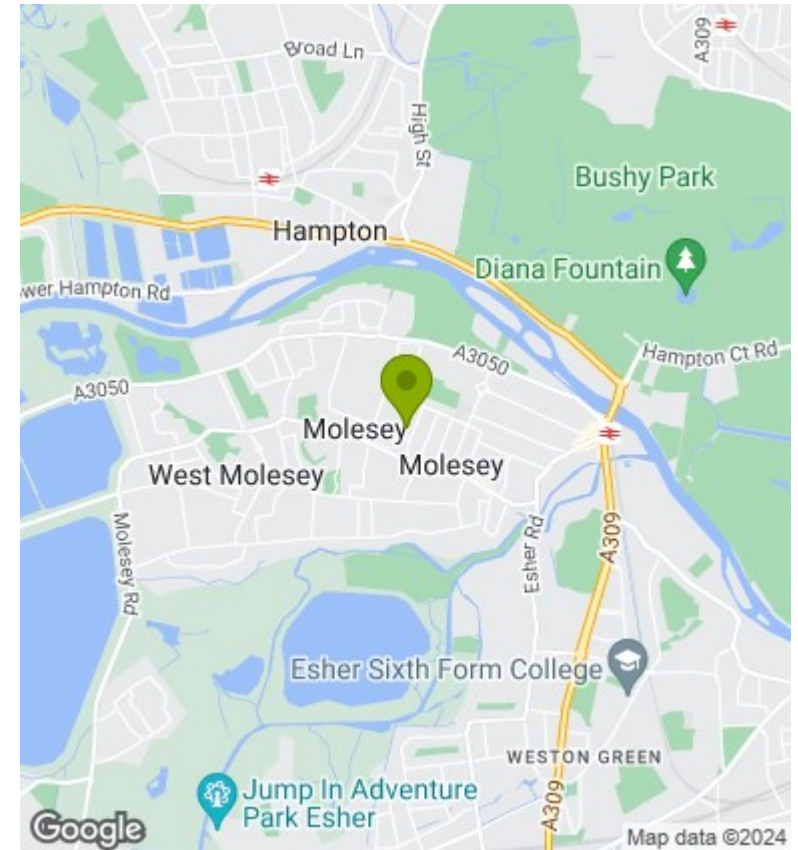 A309
Broad Ln
High St
Bushy Park
Hampton
Diana Fountain
wer Hampton Rd
A3050
Hampton Ct Rd
A3050
Molesey
Molesey
West Molesey
Molesey Rd
Esher Rd
A309
Esher Sixth Form College
WESTON GREEN
A309
Jump In Adventure
Park Esher
Google
Map data ©2024